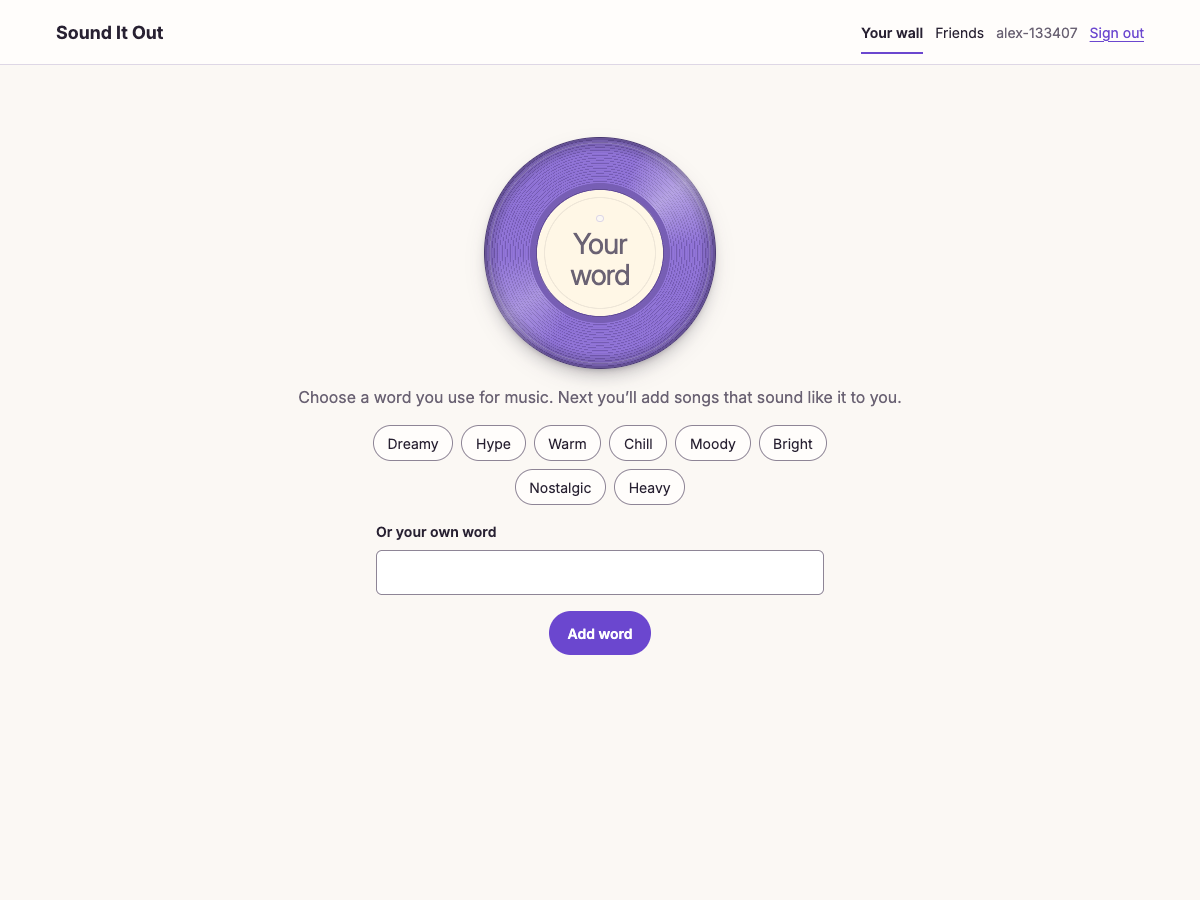 Sound It Out
Your wall Friends alex-133407 Sign out
Your
word
Choose a word you use for music. Next you’ll add songs that sound like it to you.
Dreamy Hype Warm Chill Moody Bright
Nostalgic Heavy
Or your own word
Add word